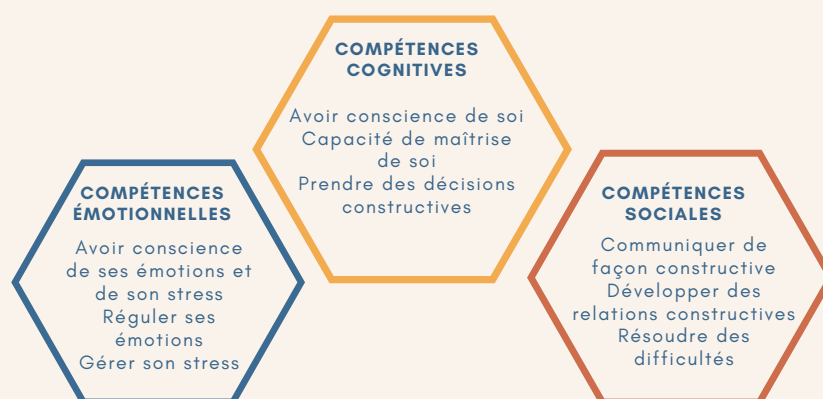 COMPÉTENCES
COGNITIVES
Avoir conscience de soi
Capacité de maîtrise
de soi
Prendre des décisions
constructives
COMPÉTENCES
ÉMOTIONNELLES
Avoir conscience
de ses émotions et
de son stress
Réguler ses
émotions
Gérer son stress
COMPÉTENCES
SOCIALES
Communiquer de
façon constructive
Développer des
relations constructives
Résoudre des
difficultés